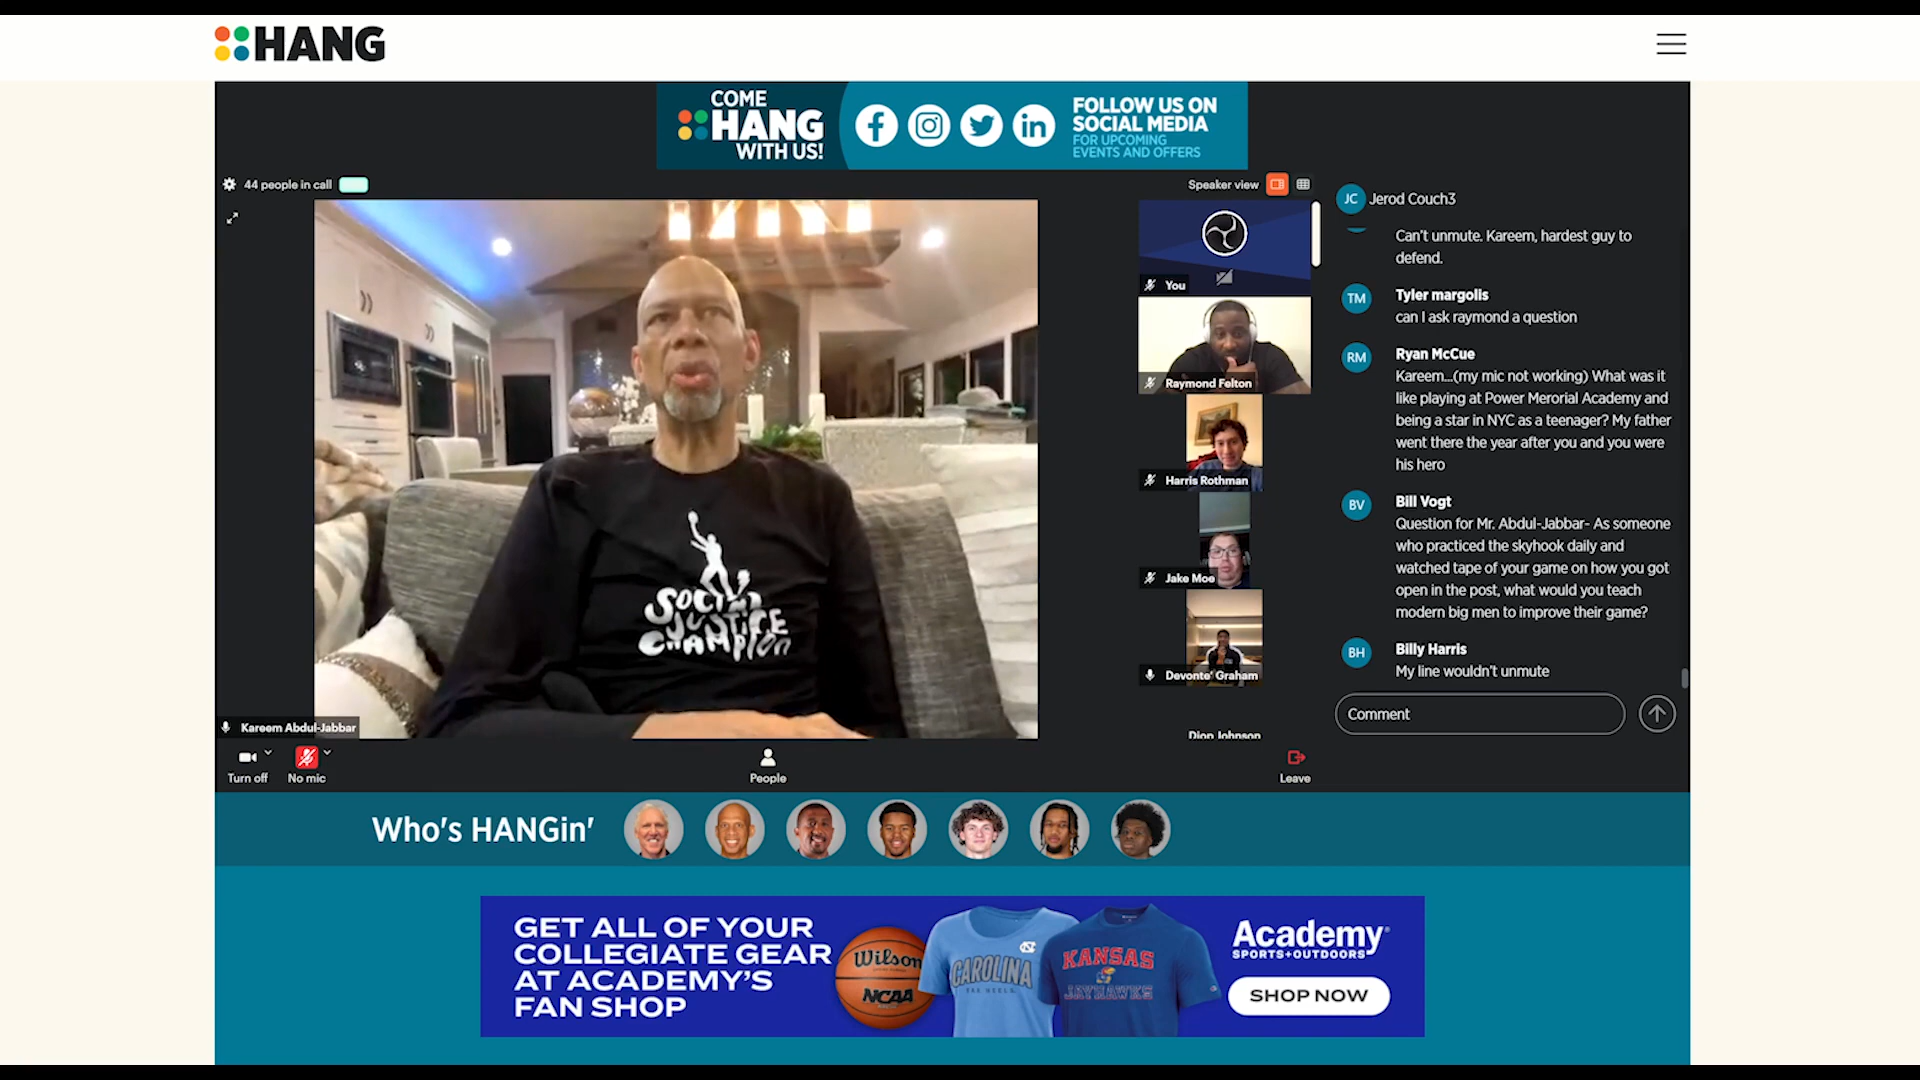 HANG
COME
HANG
WITH US!
FOLLOW US ON
SOCIAL MEDIA
FOR UPCOMING
EVENTS AND OFFERS
44 people in call
Speaker view
SOCIAL
JUSTICE
CHAMPION
Kareem Abdul-Jabbar
You
Raymond Felton
Harris Rothman
Jake Moe
Devonte' Graham
Dion Johnson
JC
Jerod Couch3
Can't unmute. Kareem, hardest guy to
defend.
TM
Tyler margolis
can I ask raymond a question
RM
Ryan McCue
Kareem...(my mic not working) What was it
like playing at Power Merorial Academy and
being a star in NYC as a teenager? My father
went there the year after you and you were
his hero
BV
Bill Vogt
Question for Mr. Abdul-Jabbar- As someone
who practiced the skyhook daily and
watched tape of your game on how you got
open in the post, what would you teach
modern big men to improve their game?
BH
Billy Harris
My line wouldn't unmute
Comment
Turn off
No mic
People
Leave
Who's HANGin'
GET ALL OF YOUR
COLLEGIATE GEAR
AT ACADEMY'S
FAN SHOP
Wilson
NCAA
NC
CAROLINA
TAR HEELS
KANSAS
JAYHAWKS
Academy
SPORTS+OUTDOORS
SHOP NOW